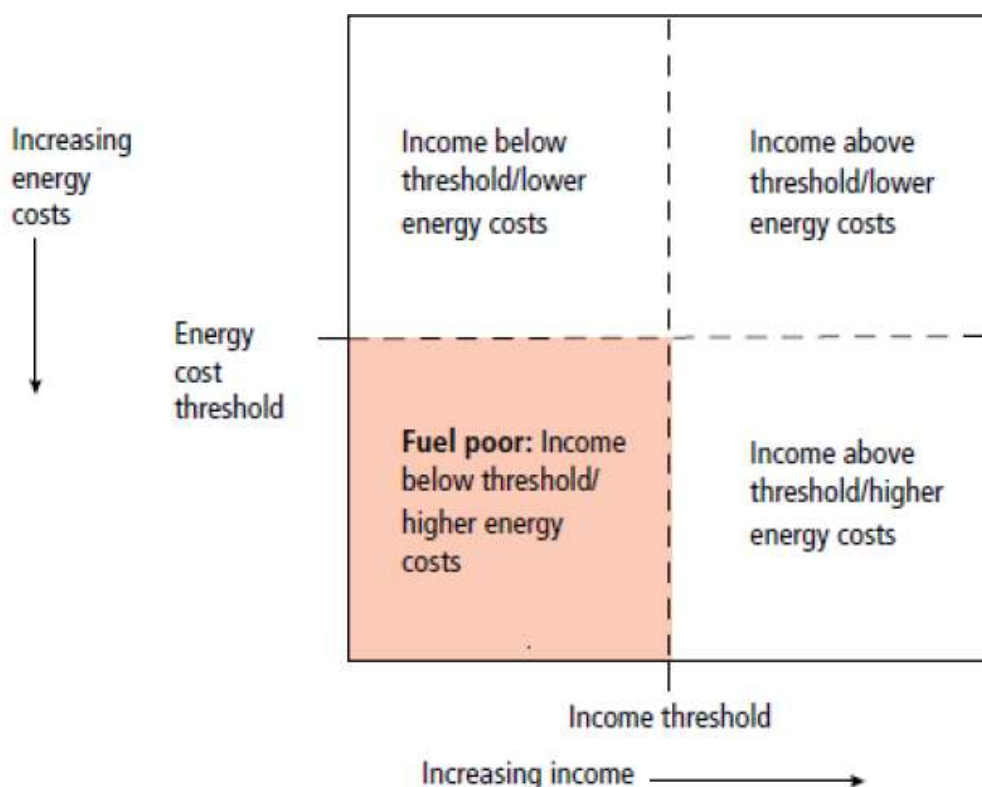 Increasing
energy
costs
Income below
threshold/lower
energy costs
Income above
threshold/lower
energy costs
Energy
cost
threshold
Fuel poor: Income
below threshold/
higher energy
costs
Income above
threshold/higher
energy costs
Income threshold
Increasing income